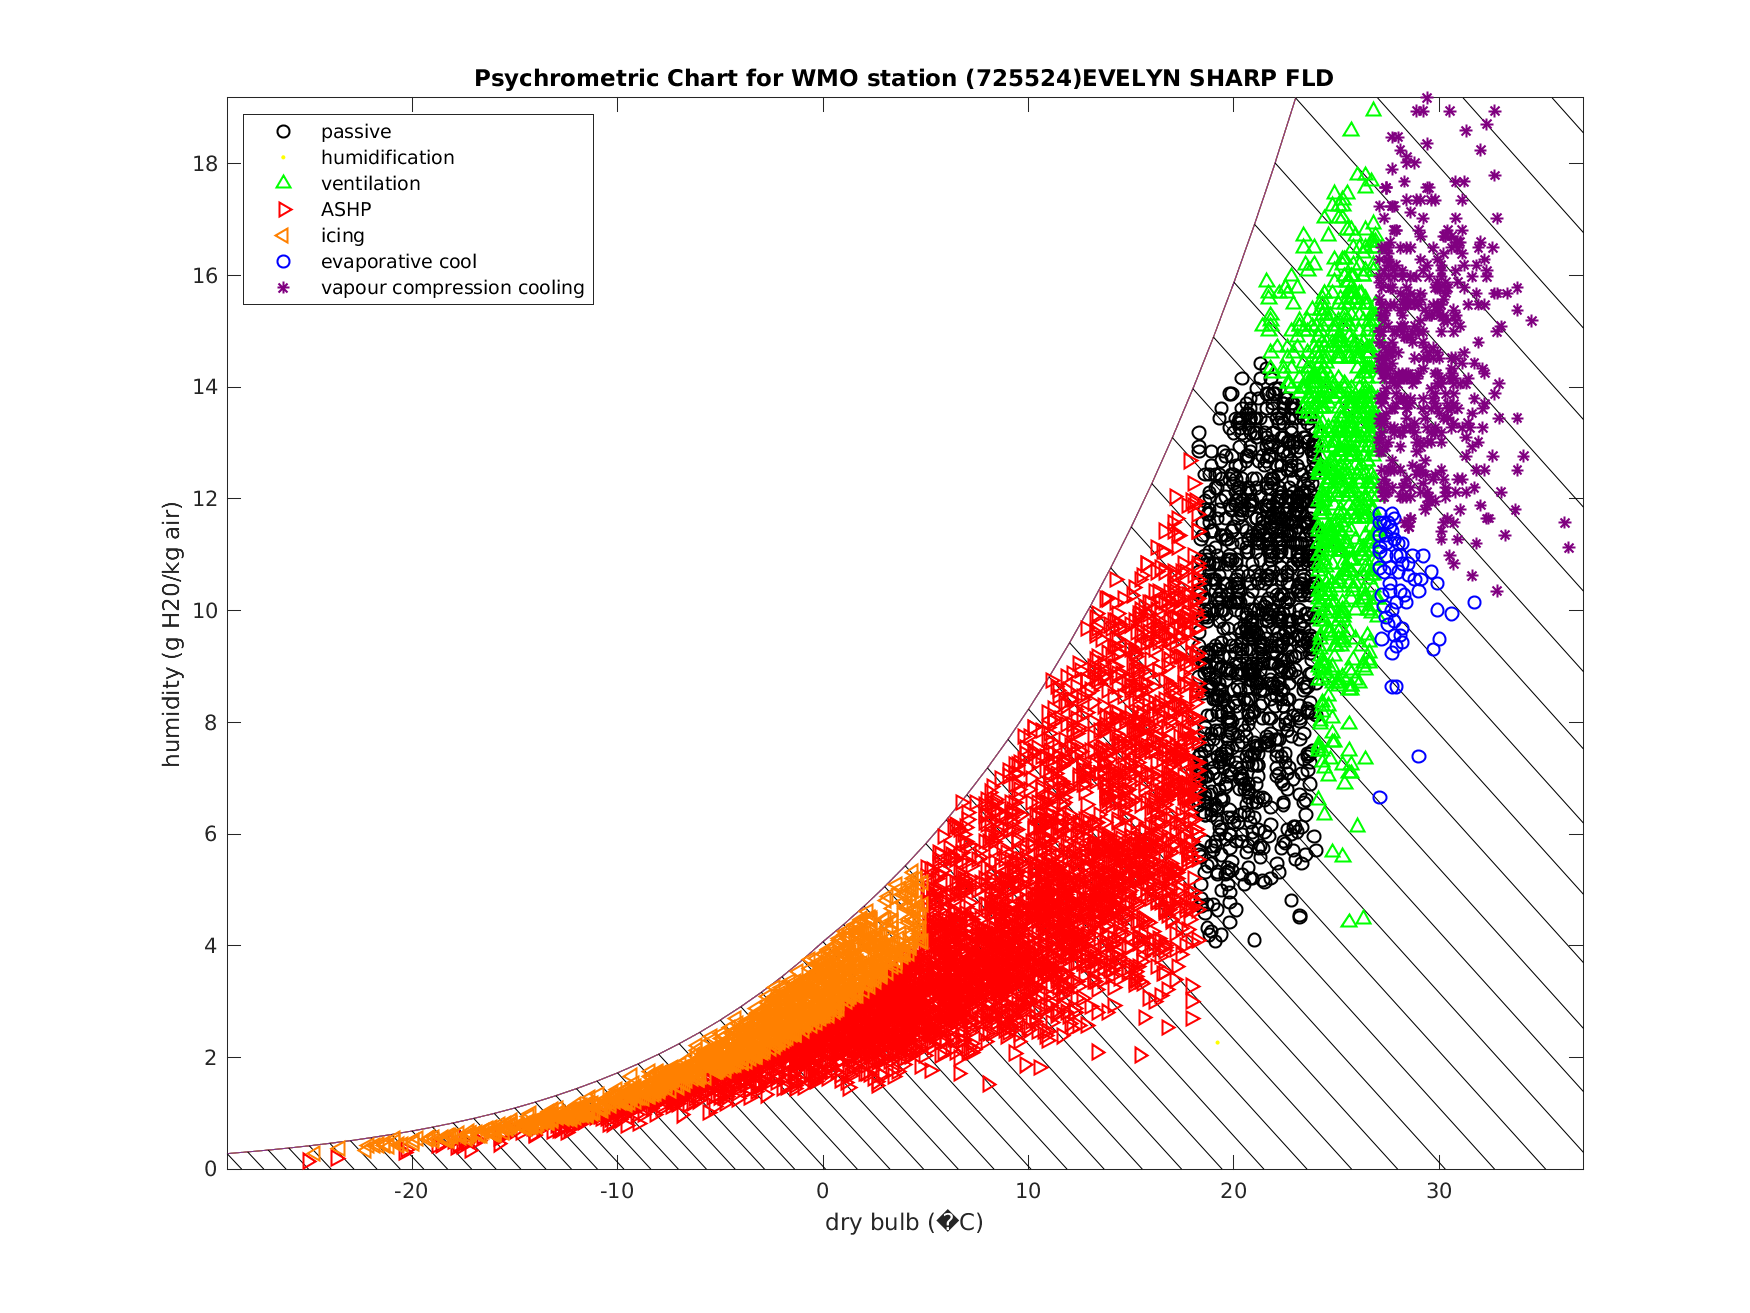 Psychrometric Chart for WMO station (725524)EVELYN SHARP FLD
passive
humidification
ventilation
ASHP
icing
evaporative cool
vapour compression cooling
humidity (g H20/kg air)
18
16
14
12
10
8
6
4
2
0
-20 -10 0 10 20 30
dry bulb (�C)